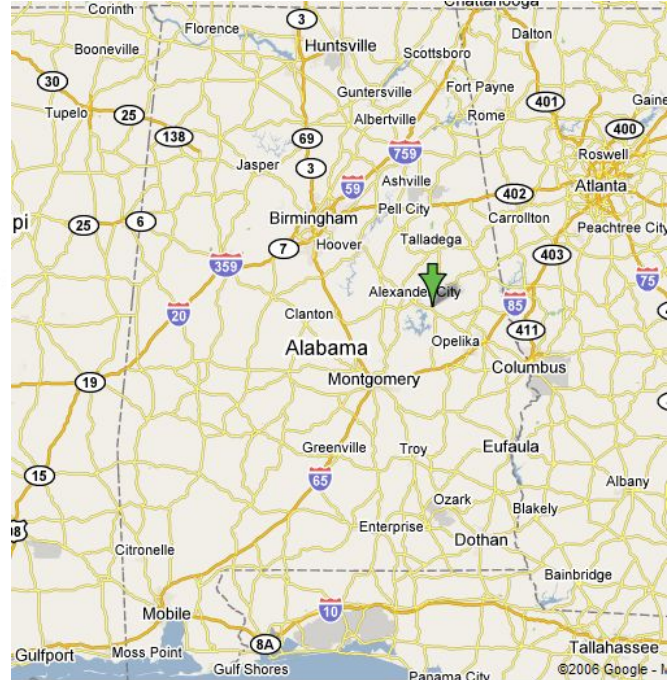 Chattanooga
Corinth
3
Dalton
Florence
Huntsville
Scottsboro
Booneville
30
Guntersville
Fort Payne
401
Gaine
Tupelo
25
Albertville
Rome
400
138
69
759
Roswell
Jasper
3
59
Ashville
402
Atlanta
pi
25
6
Birmingham
Pell City
Carrollton
Peachtree City
7
Hoover
Talladega
403
359
75
Alexander City
20
Clanton
85
411
Alabama
Opelika
Columbus
19
Montgomery
Greenville
Troy
Eufaula
15
65
Albany
Ozark
Blakely
98
Enterprise
Dothan
Citronelle
Bainbridge
Mobile
10
8A
Tallahassee
Gulfport
Moss Point
Gulf Shores
Panama City
©2006 Google - M